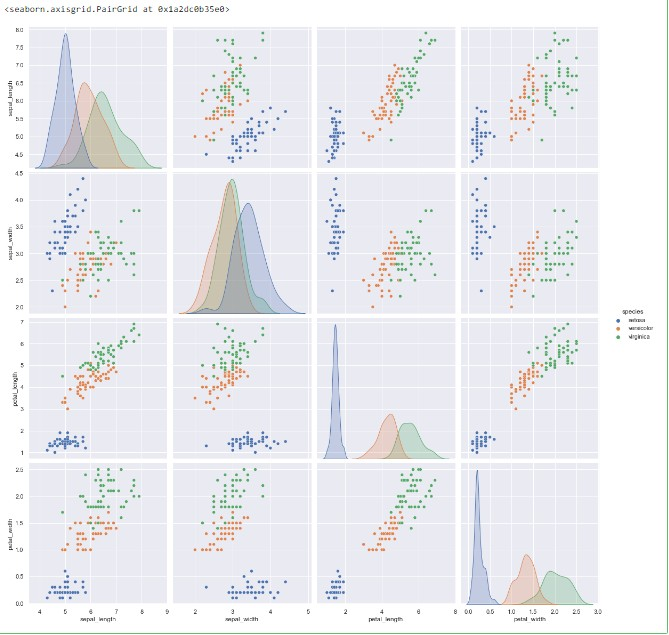 <seaborn.axisgrid.PairGrid at 0x1a2dc0b35e0>
8.0
7.5
7.0
6.5
6.0
5.5
5.0
4.5
sepal_length
4.5
4.0
3.5
3.0
2.5
2.0
sepal_width
species
setosa
versicolor
virginica
7
6
5
4
3
2
1
petal_length
2.5
2.0
1.5
1.0
0.5
0.0
petal_width
4 5 6 7 8 9
sepal_length
2 3 4 5
sepal_width
2 4 6 8
petal_length
0.0 0.5 1.0 1.5 2.0 2.5 3.0
petal_width